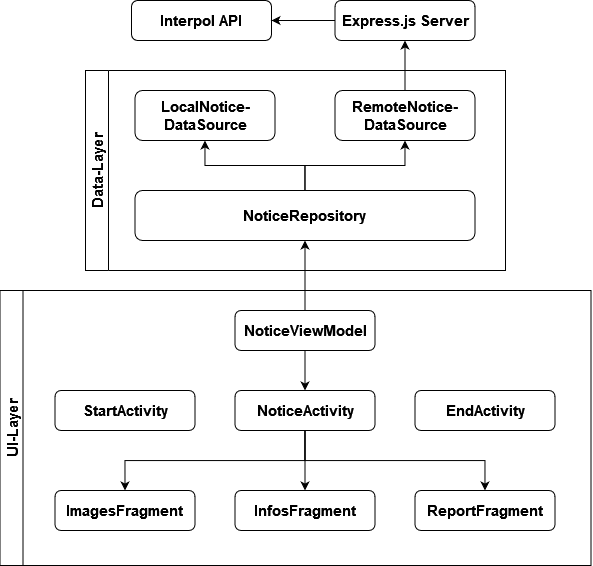 Interpol API
Express.js Server
Data-Layer
LocalNotice-
DataSource
RemoteNotice-
DataSource
NoticeRepository
UI-Layer
NoticeViewModel
StartActivity
NoticeActivity
EndActivity
ImagesFragment
InfosFragment
ReportFragment